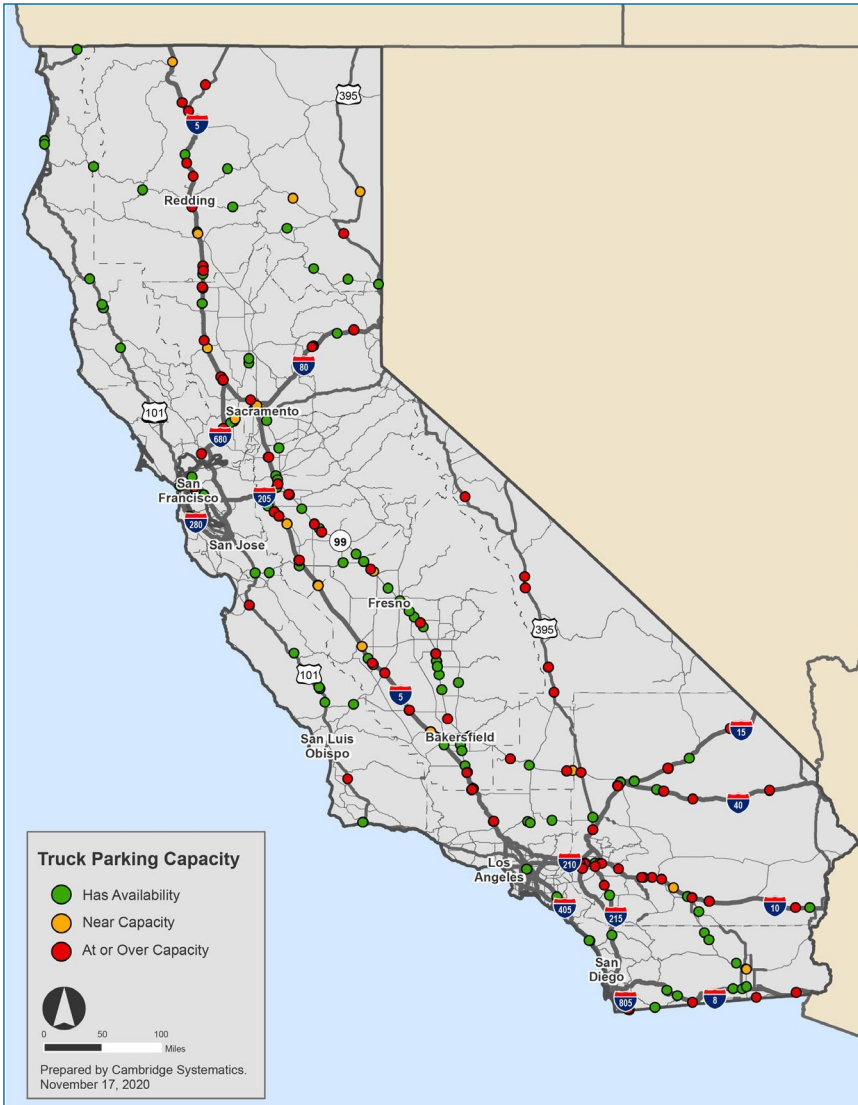 395
5
Redding
80
Sacramento
101
680
San
Francisco
205
280
San Jose
99
Fresno
395
101
5
San Luis
Obispo
Bakersfield
15
40
Los
Angeles
210
405
215
10
San
Diego
805
8
Truck Parking Capacity
Has Availability
Near Capacity
At or Over Capacity
0 50 100
Miles
Prepared by Cambridge Systematics.
November 17, 2020